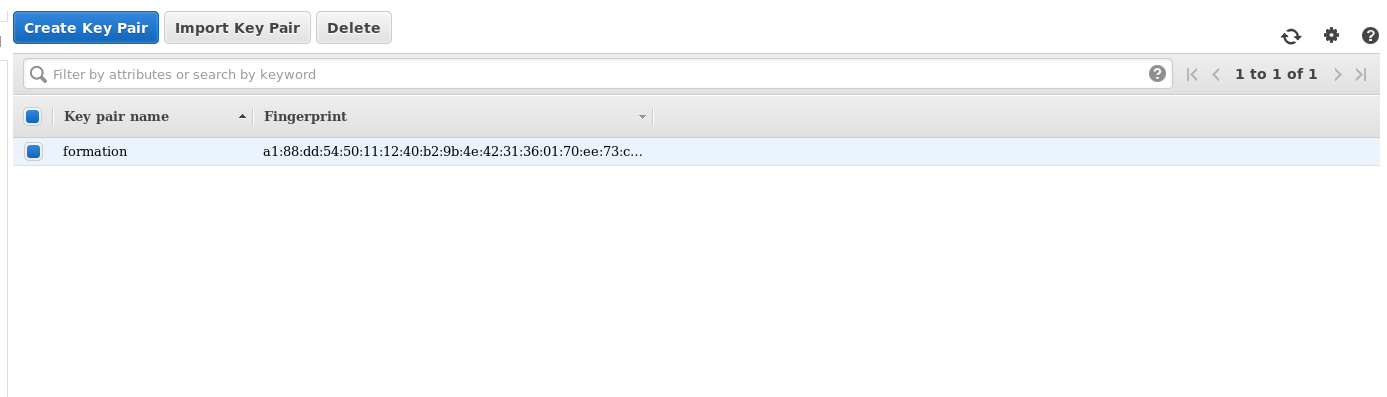 Create Key Pair Import Key Pair Delete
Filter by attributes or search by keyword 1 to 1 of 1
Key pair name Fingerprint
formation a1:88:dd:54:50:11:12:40:b2:9b:4e:42:31:36:01:70:ee:73:c...